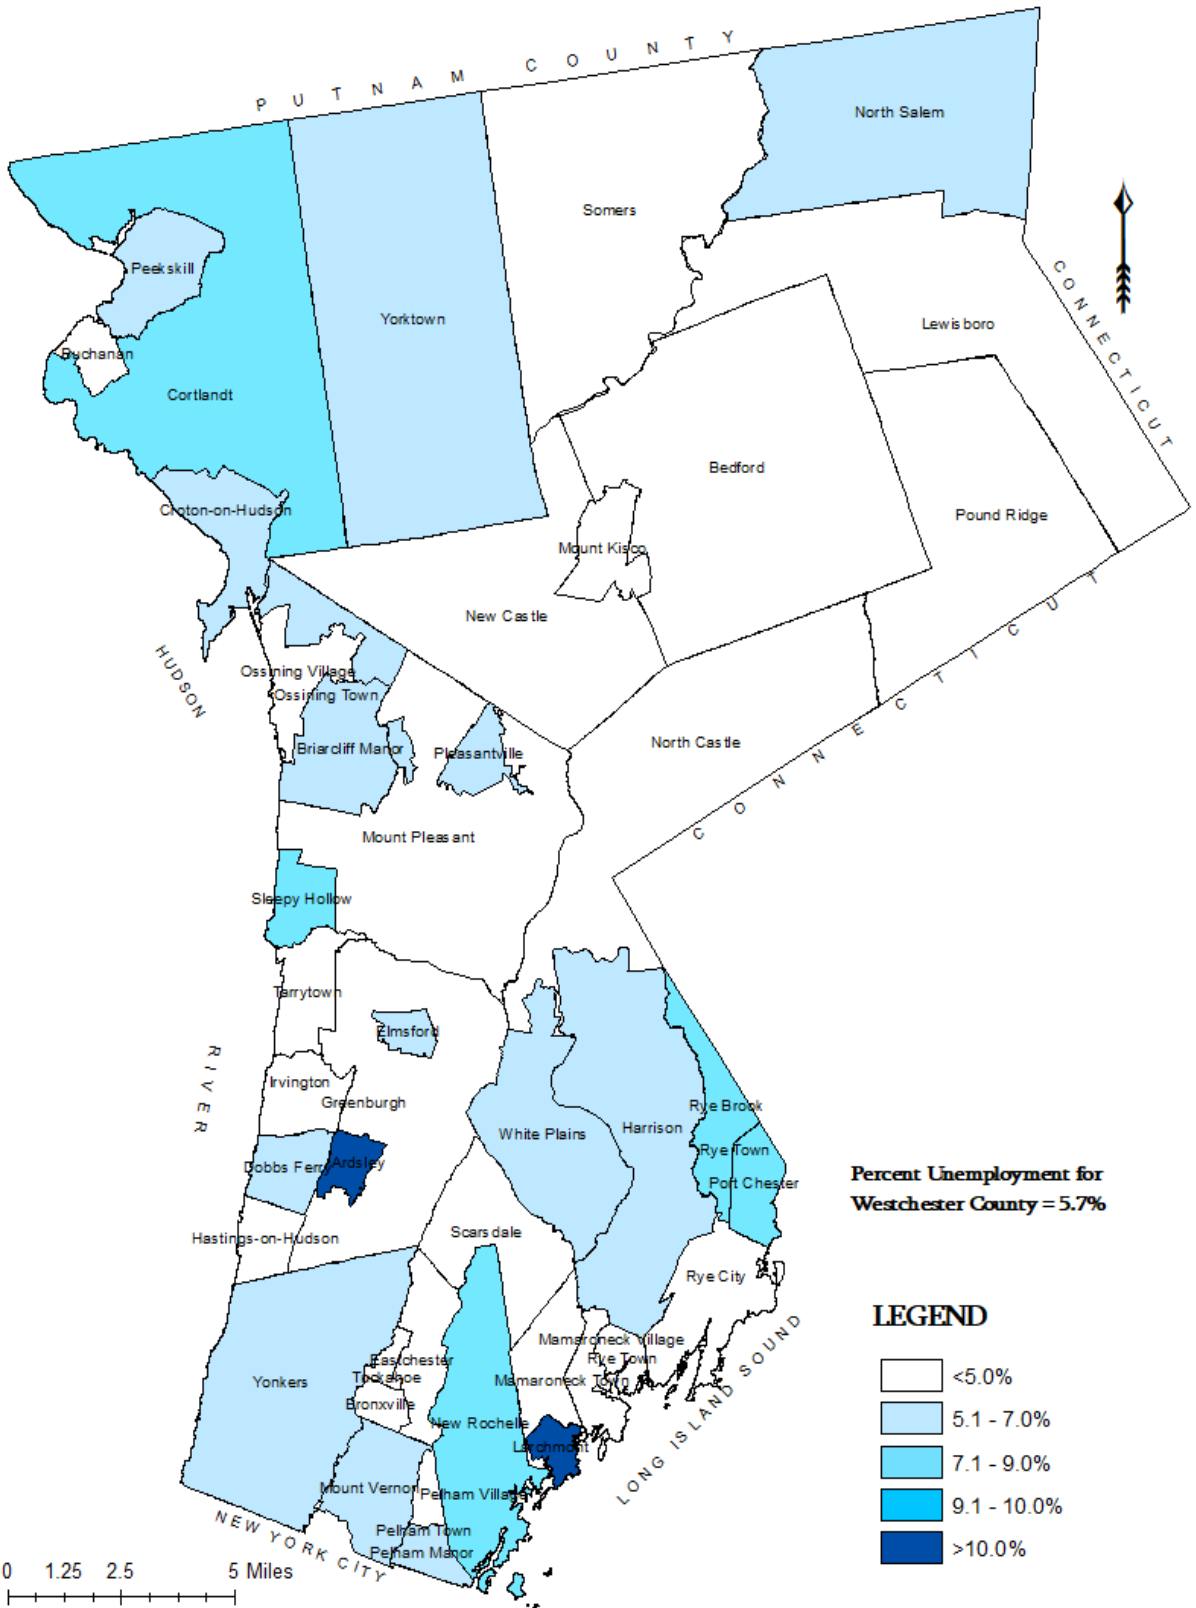 PUTNAM COUNTY
North Salem
Somers
Peekskill
Yorktown
Lewisboro
CONNECTICUT
Buchanan
Cortlandt
Bedford
Croton-on-Hudson
Pound Ridge
Mount Kisco
New Castle
HUDSON
Ossining Village
Ossining Town
Briarcliff Manor
Pleasantville
North Castle
CONNECTICUT
Mount Pleasant
Sleepy Hollow
Tarrytown
Elmsford
RIVER
Irvington
Greenburgh
Rye Brook
White Plains
Harrison
Rye Town
Dobbs Ferry
Ardsley
Port Chester
Percent Unemployment for
Westchester County = 5.7%
Hastings-on-Hudson
Scarsdale
Rye City
Mamaroneck Village
Rye Town
Eastchester
Tuckahoe
Mamaroneck Town
Yonkers
Bronxville
New Rochelle
Larchmont
LONG ISLAND SOUND
Mount Vernon
Pelham Village
Pelham Town
Pelham Manor
NEW YORK CITY
LEGEND
<5.0%
5.1 - 7.0%
7.1 - 9.0%
9.1 - 10.0%
>10.0%
0 1.25 2.5 5 Miles